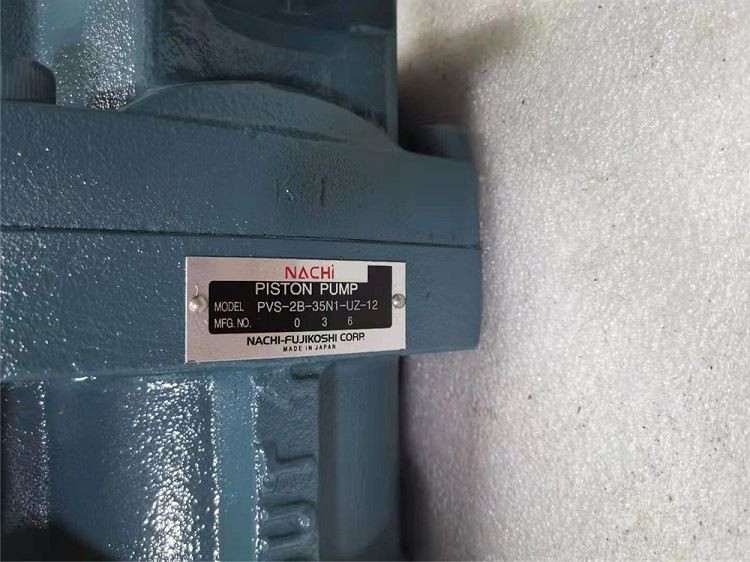 NACHi
PISTON PUMP
MODEL PVS-2B-35N1-UZ-12
MFG. NO. 0 3 6
NACHI-FUJIKOSHI CORP.
MADE IN JAPAN